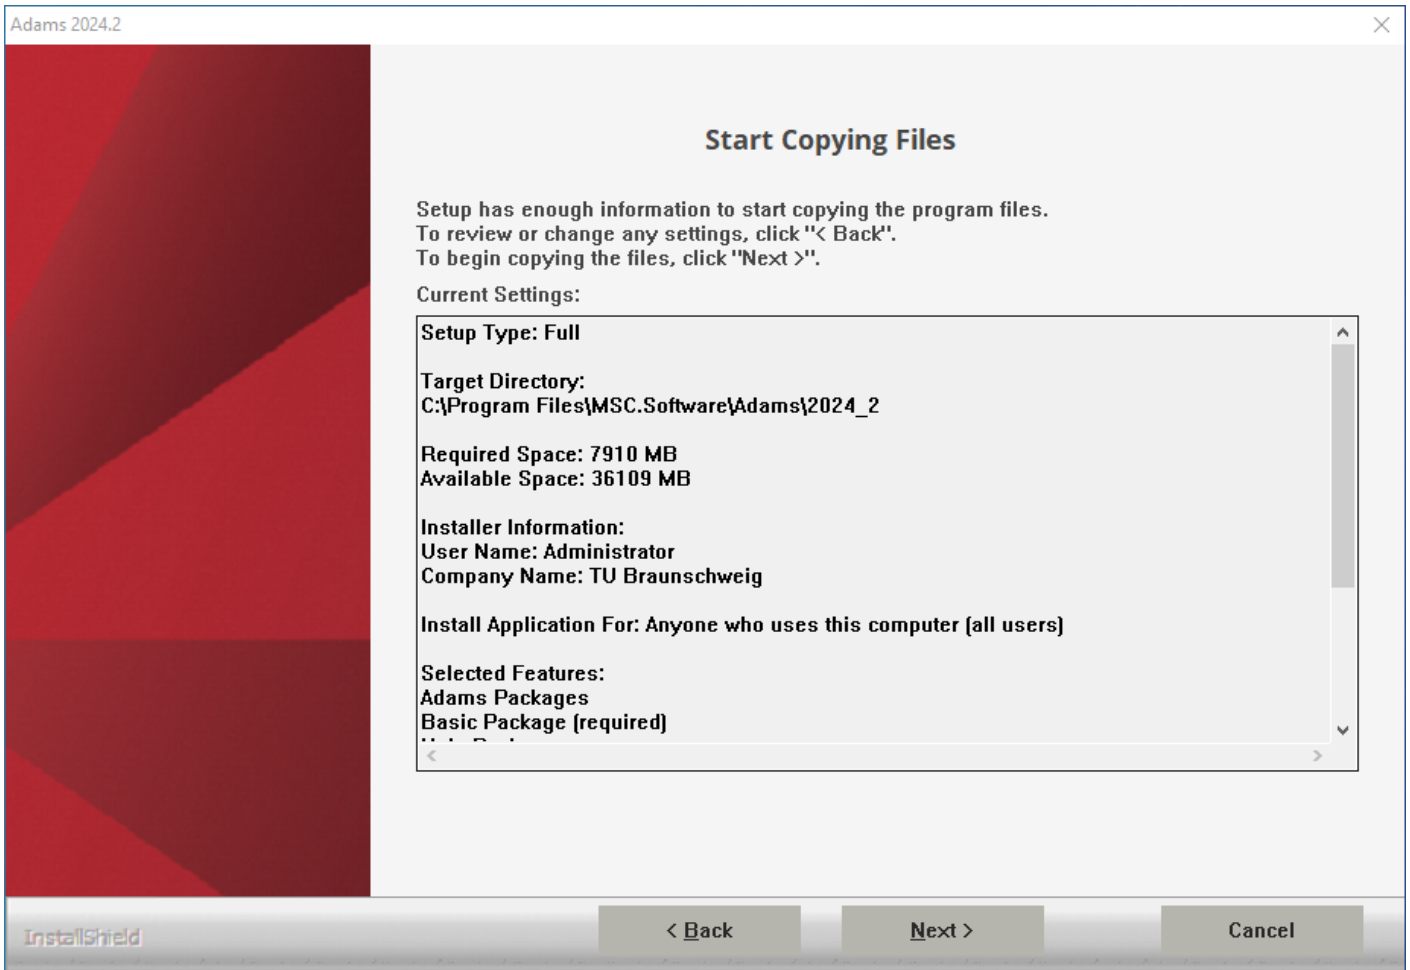 Adams 2024.2
Start Copying Files
Setup has enough information to start copying the program files.
To review or change any settings, click "< Back".
To begin copying the files, click "Next >".
Current Settings:
Setup Type: Full
Target Directory:
C:\Program Files\MSC.Software\Adams\2024_2
Required Space: 7910 MB
Available Space: 36109 MB
Installer Information:
User Name: Administrator
Company Name: TU Braunschweig
Install Application For: Anyone who uses this computer (all users)
Selected Features:
Adams Packages
Basic Package (required)
InstallShield
< Back
Next >
Cancel